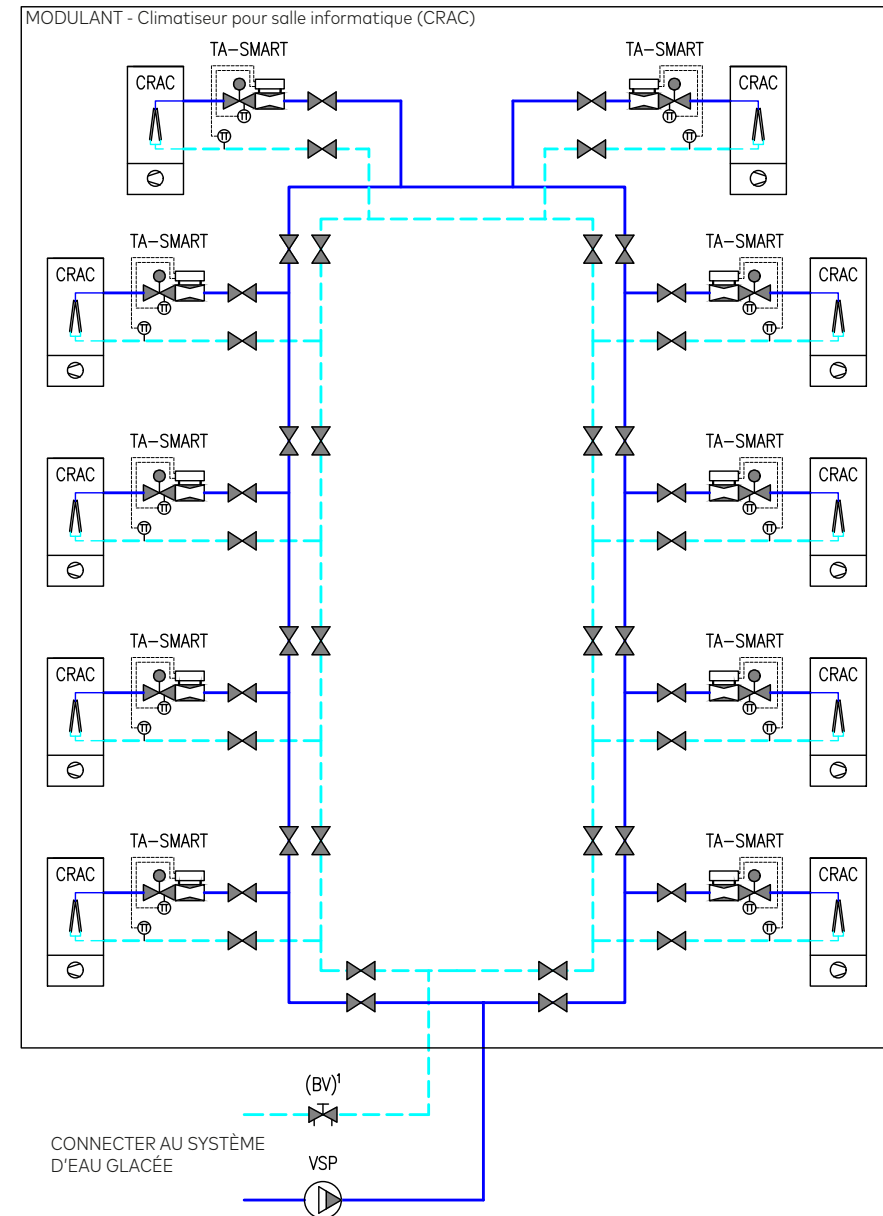 MODULANT - Climatiseur pour salle informatique (CRAC)
TA-SMART TA-SMART
CRAC CRAC
TA-SMART TA-SMART
CRAC CRAC
TA-SMART TA-SMART
CRAC CRAC
TA-SMART TA-SMART
CRAC CRAC
TA-SMART TA-SMART
CRAC CRAC
(BV)¹
CONNECTER AU SYSTÈME
D'EAU GLACÉE
VSP